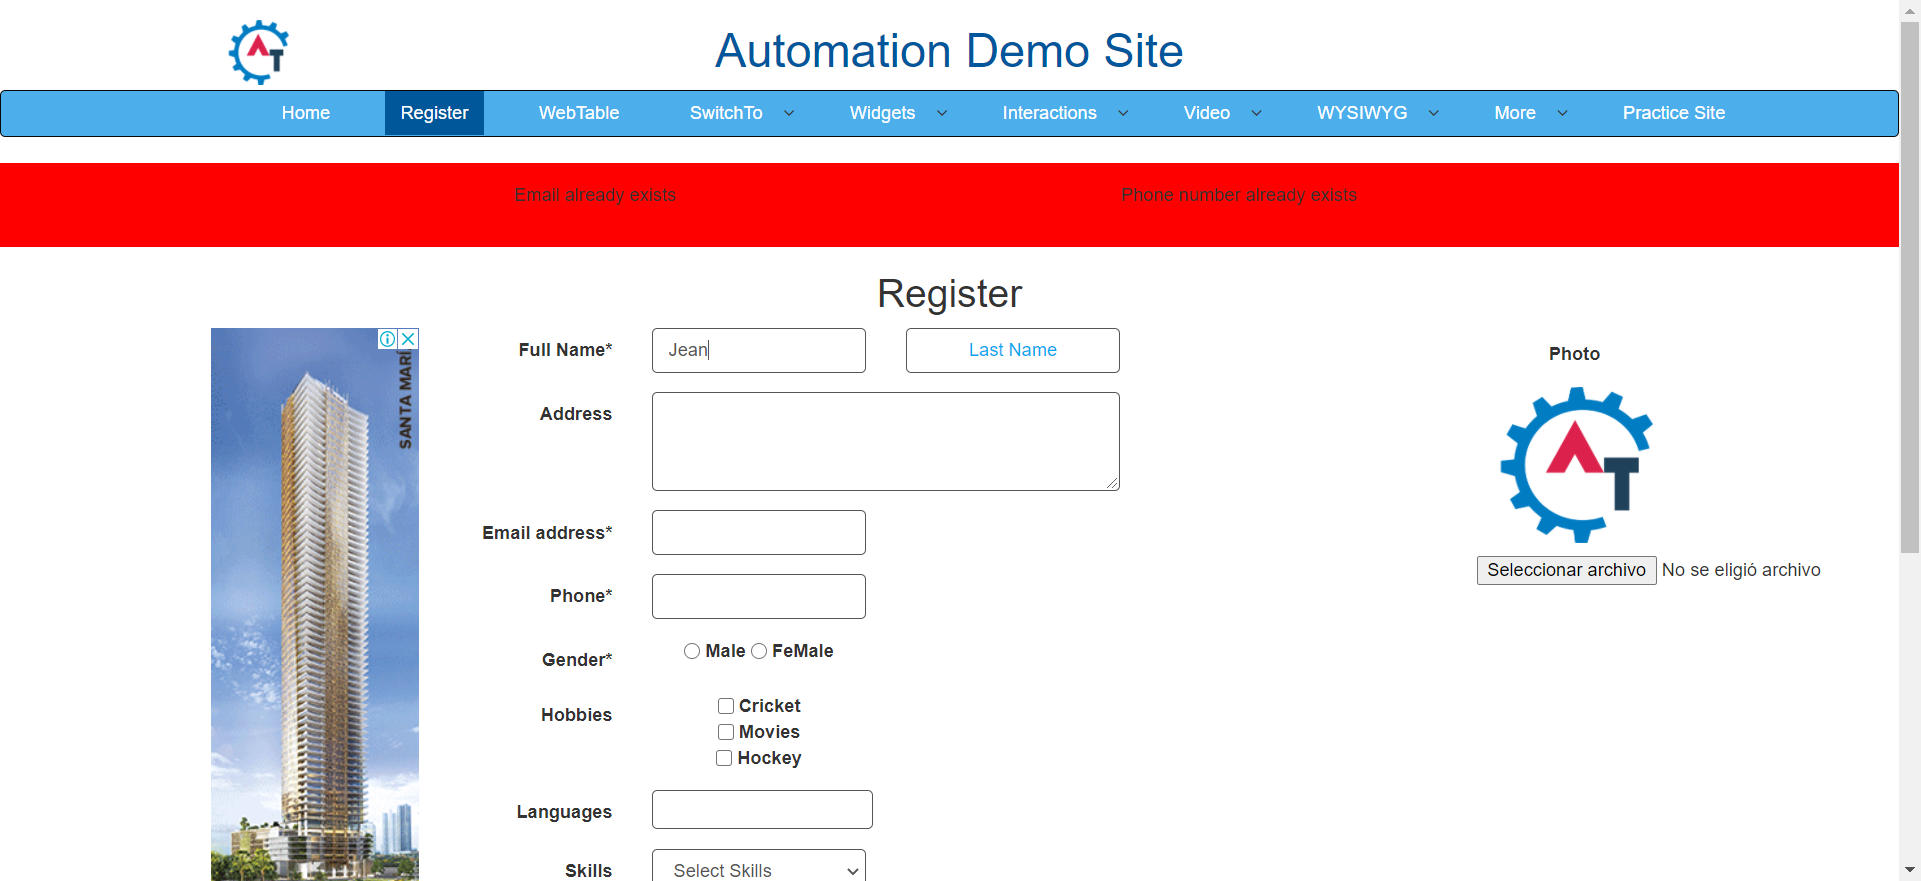 AT
Automation Demo Site
Home Register WebTable SwitchTo Widgets Interactions Video WYSIWYG More Practice Site
Email already exists Phone number already exists
Register
SANTA MARÍ
Full Name* Jean Last Name
Photo
Address
AT
Email address*
Seleccionar archivo No se eligió archivo
Phone*
Gender* Male FeMale
Hobbies Cricket
Movies
Hockey
Languages
Skills Select Skills